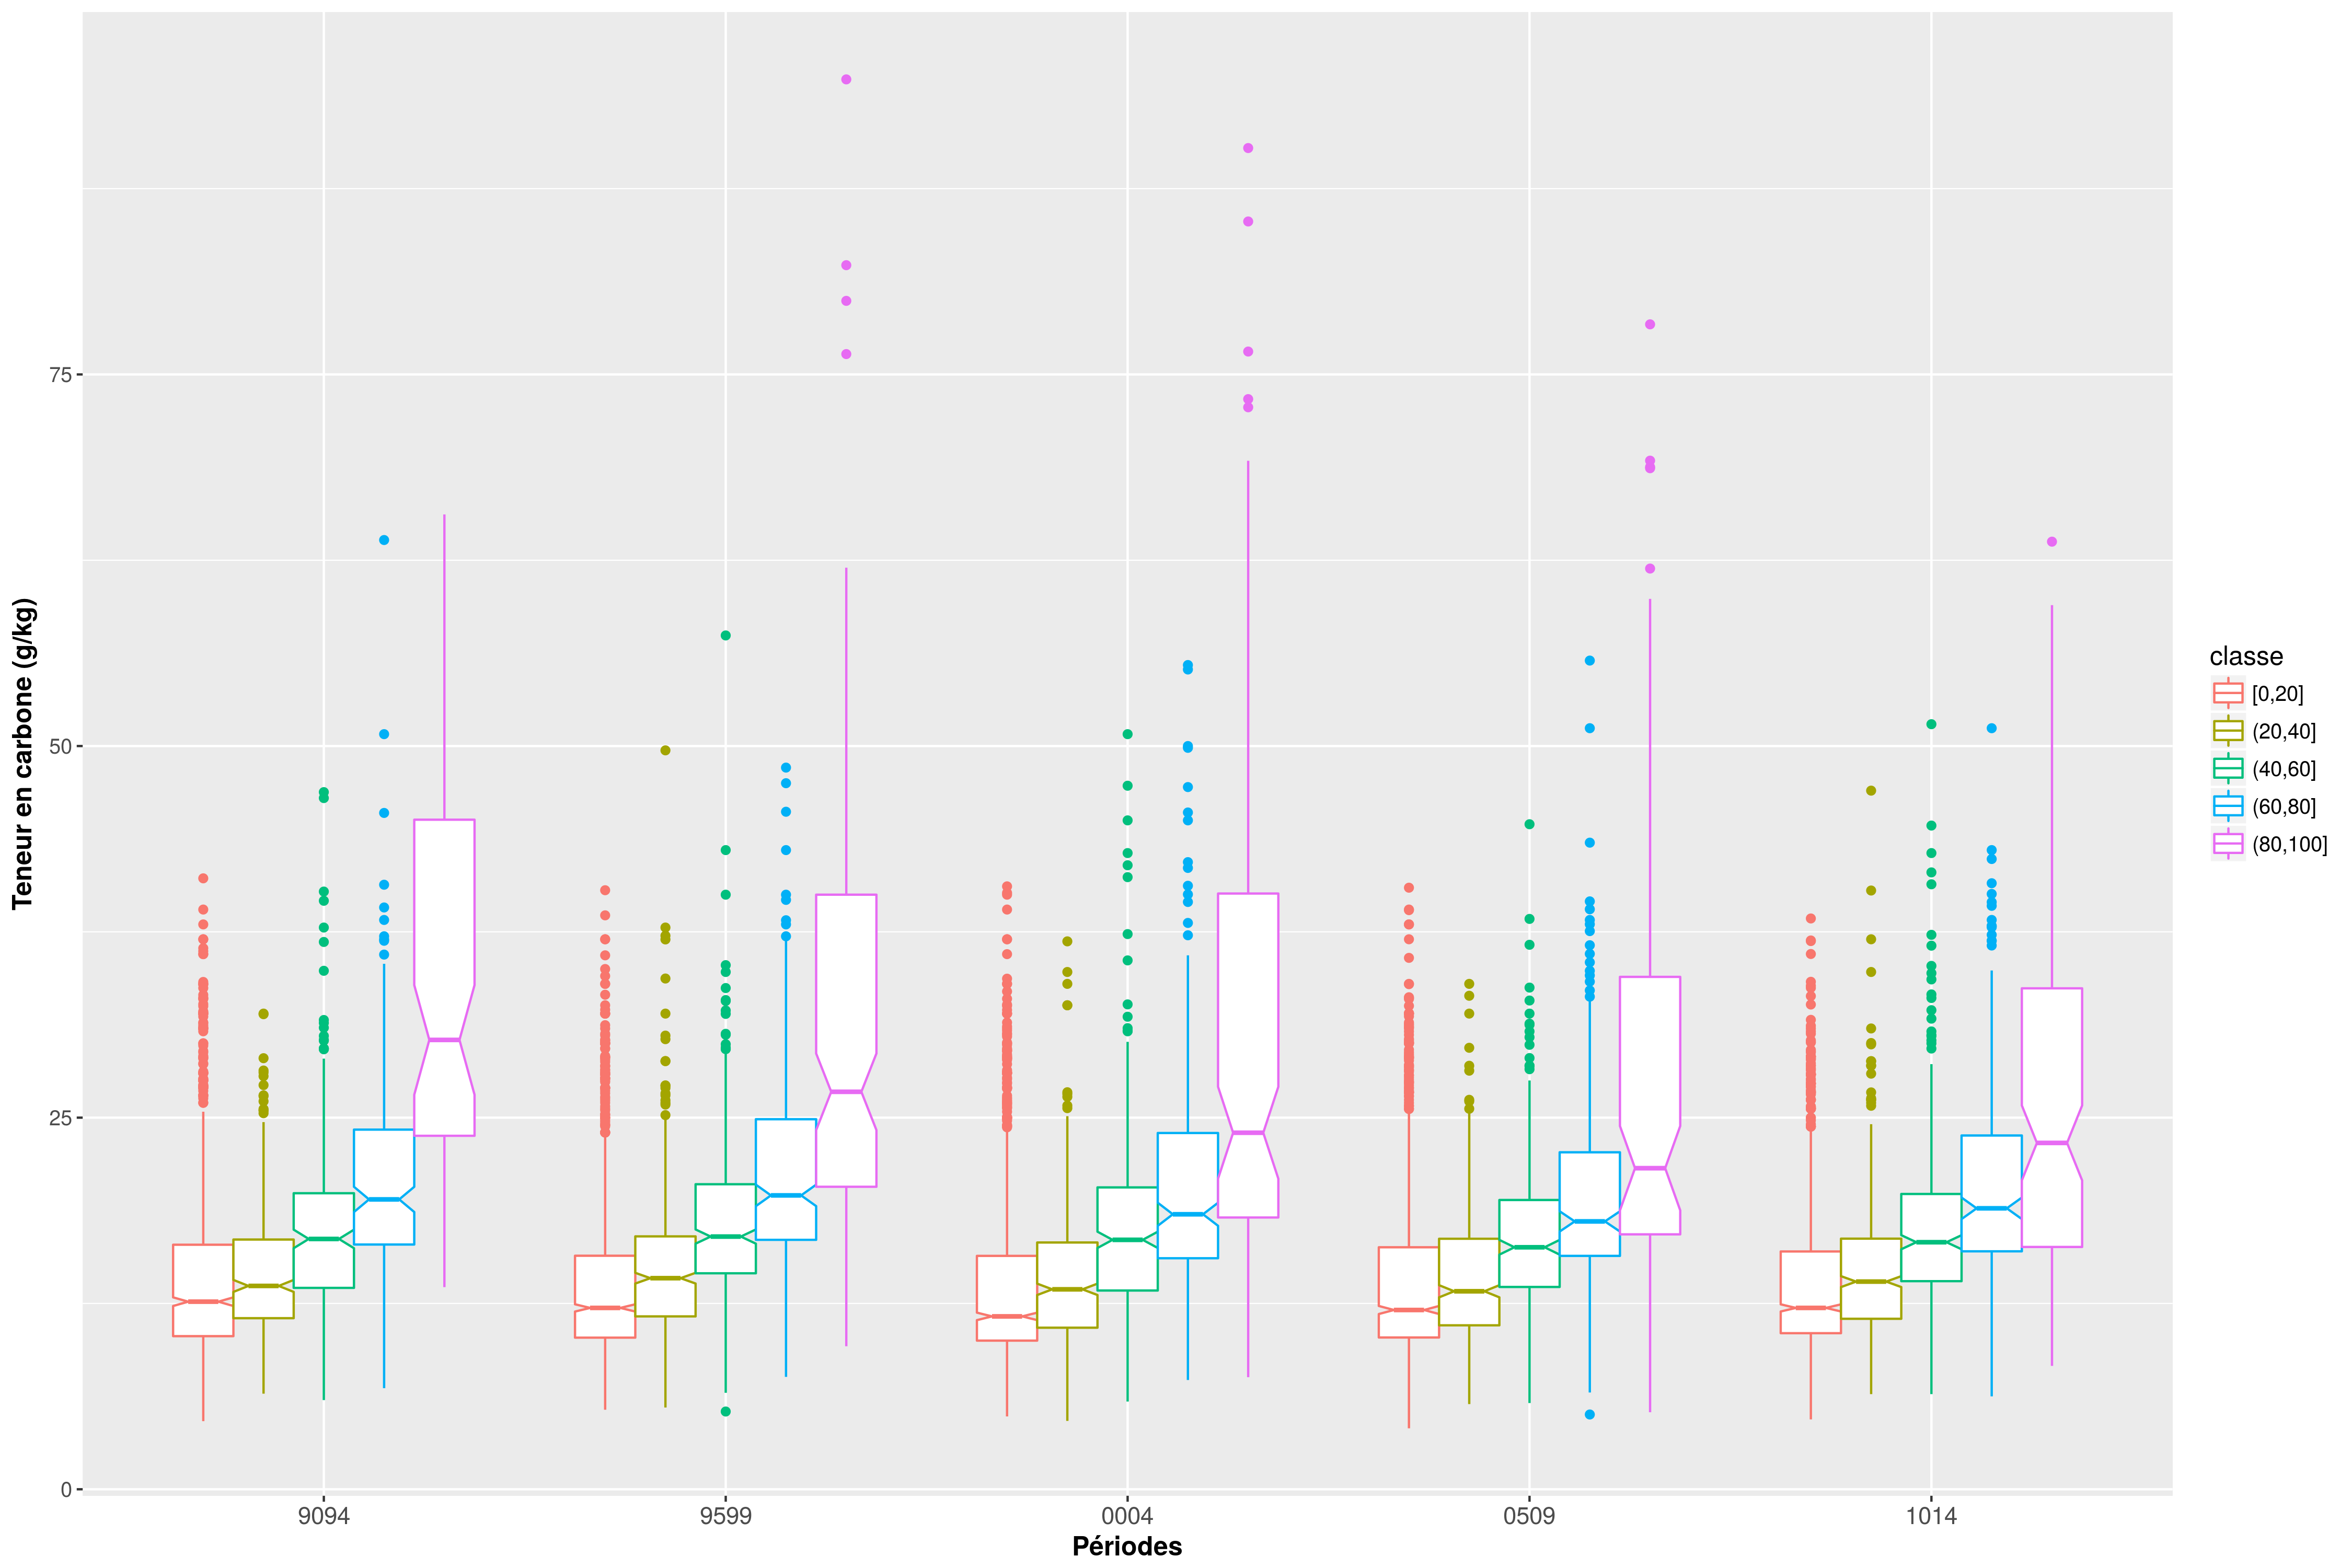 Teneur en carbone (g/kg)
75
50
25
0
9094 9599 0004 0509 1014
Périodes
classe
[0,20]
(20,40]
(40,60]
(60,80]
(80,100]